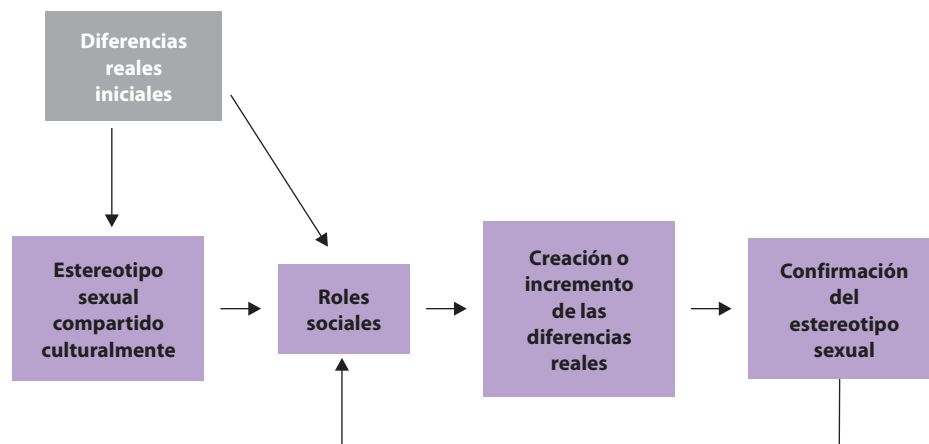 Diferencias
reales
iniciales
Estereotipo
sexual
compartido
culturalmente
Roles
sociales
Creación o
incremento
de las
diferencias
reales
Confirmación
del
estereotipo
sexual